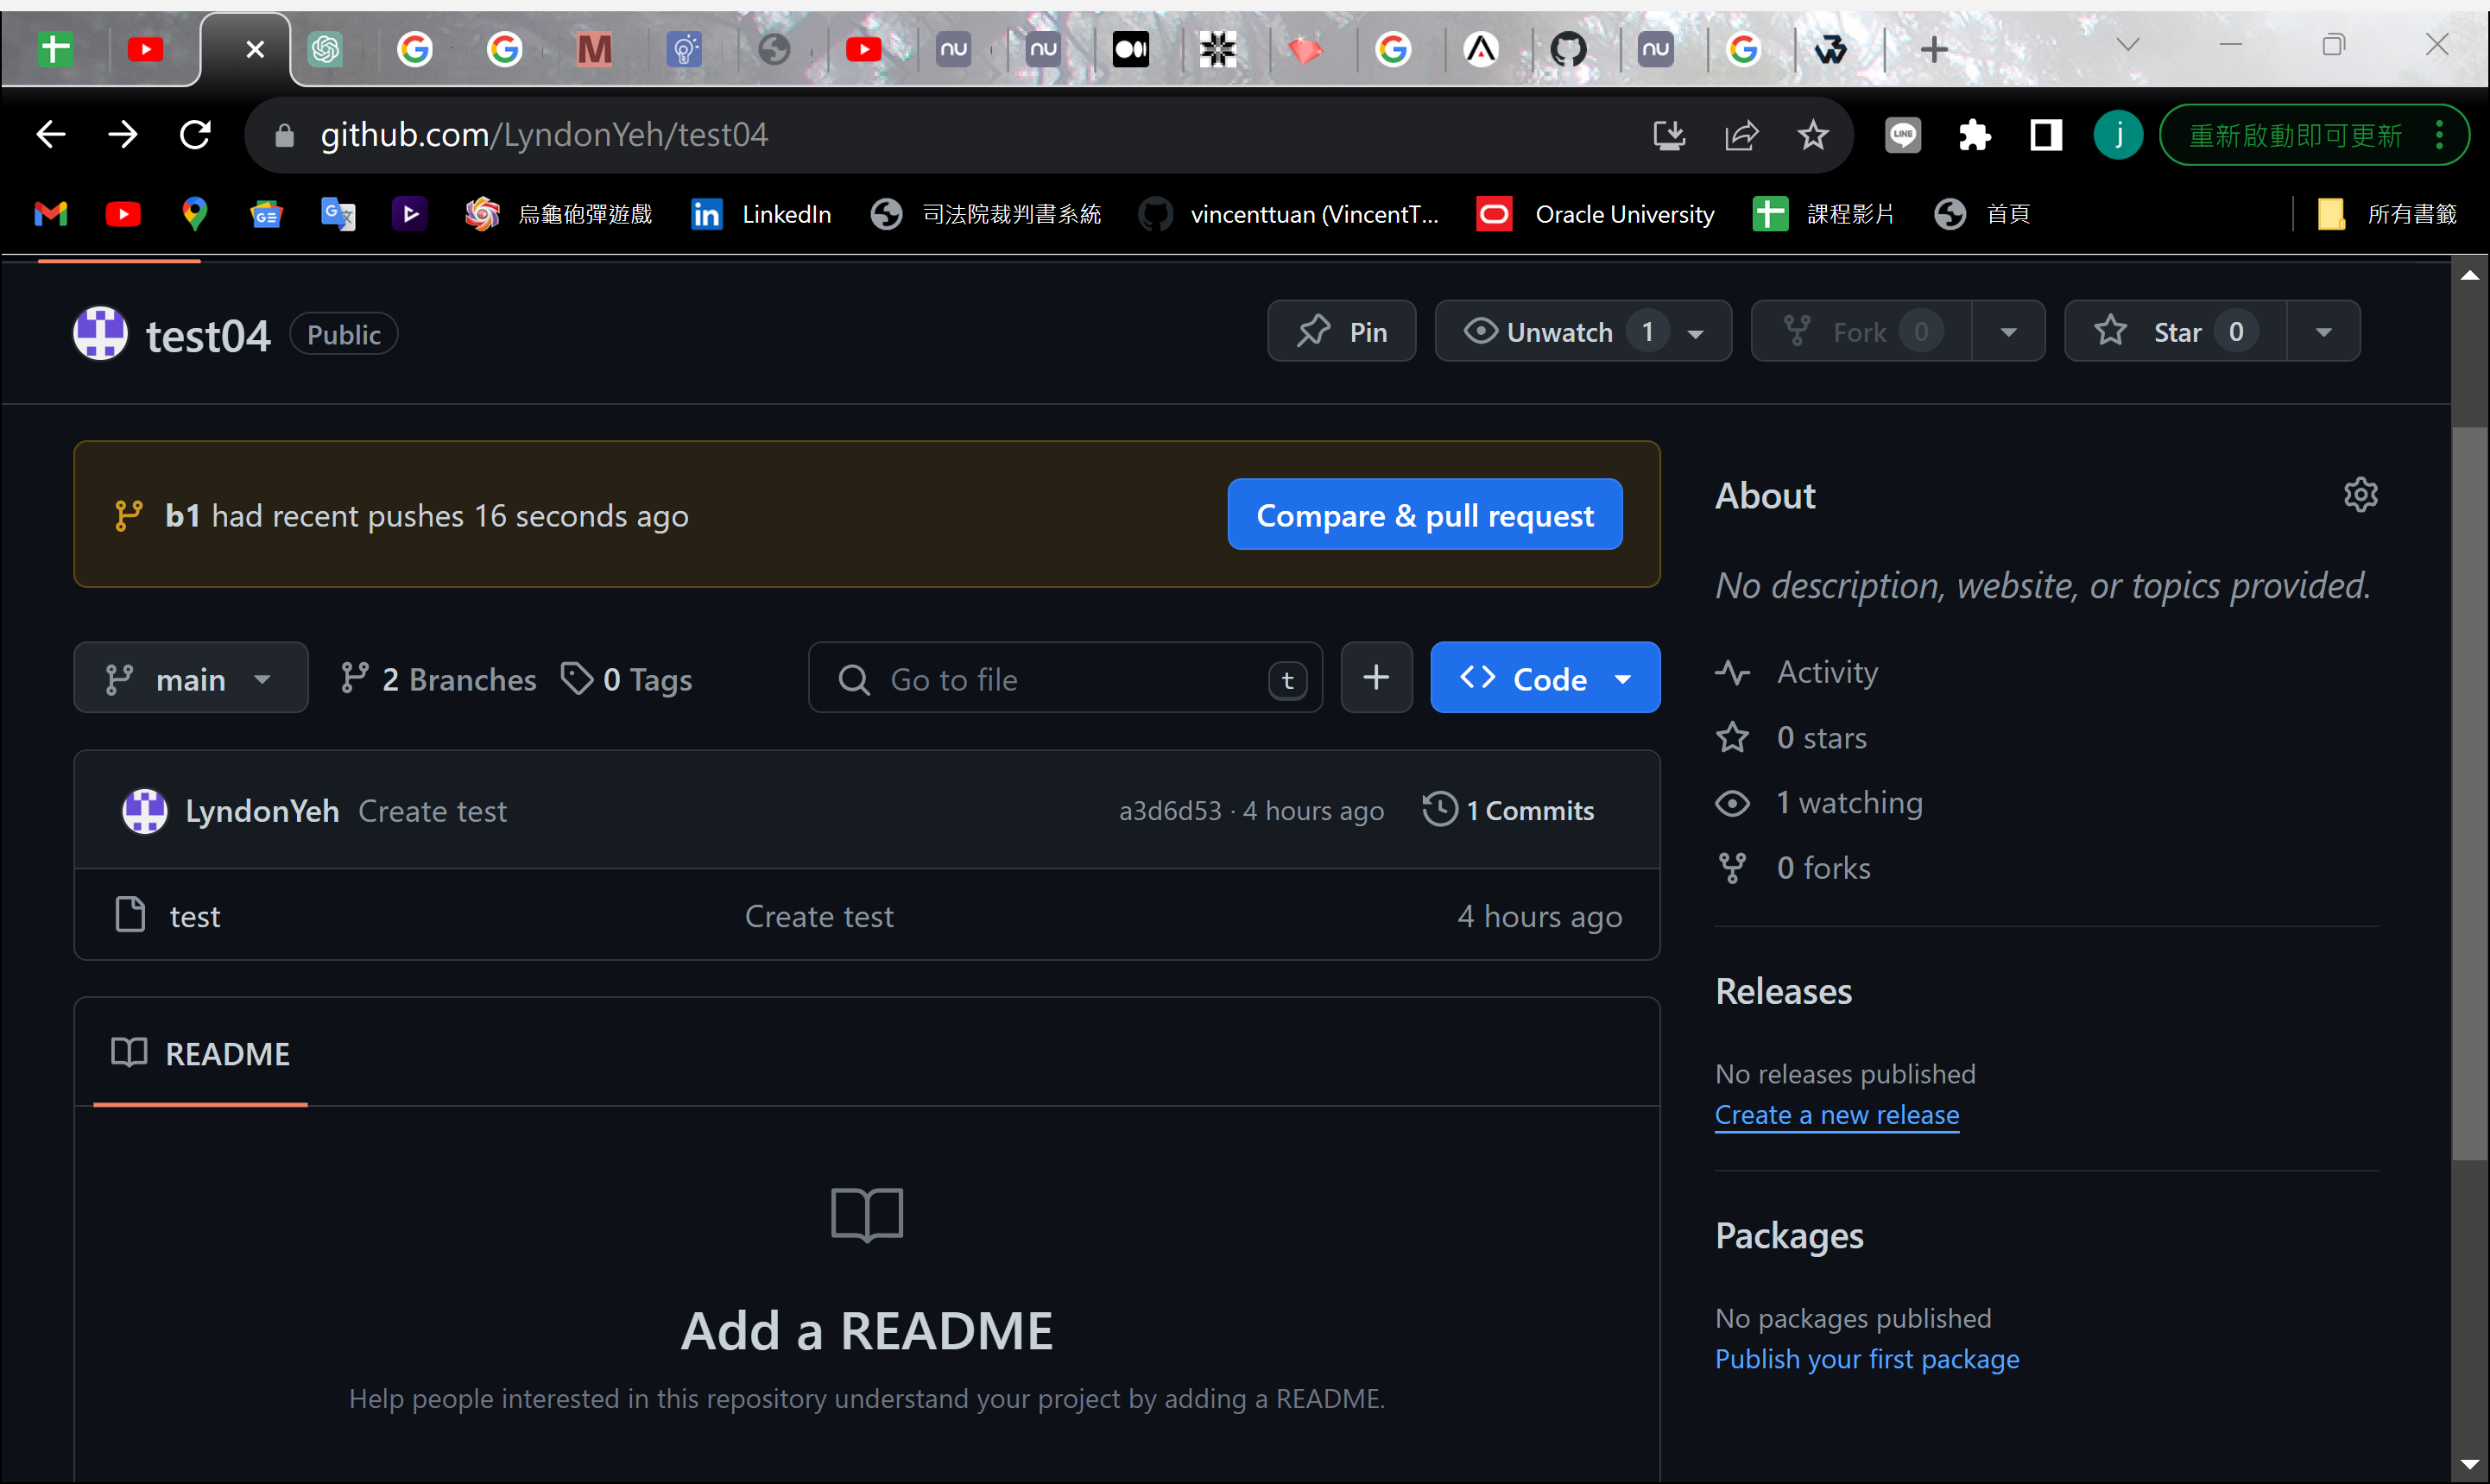 github.com/LyndonYeh/test04
j
重新啟動即可更新
烏龜砲彈遊戲
LinkedIn
司法院裁判書系統
vincenttuan (VincentT...
Oracle University
課程影片
首頁
所有書籤
test04
Public
Pin
Unwatch 1
Fork 0
Star 0
b1 had recent pushes 16 seconds ago
Compare & pull request
main
2 Branches
0 Tags
Go to file
t
Code
LyndonYeh Create test
a3d6d53 · 4 hours ago
1 Commits
test
Create test
4 hours ago
README
Add a README
Help people interested in this repository understand your project by adding a README.
About
No description, website, or topics provided.
Activity
0 stars
1 watching
0 forks
Releases
No releases published
Create a new release
Packages
No packages published
Publish your first package